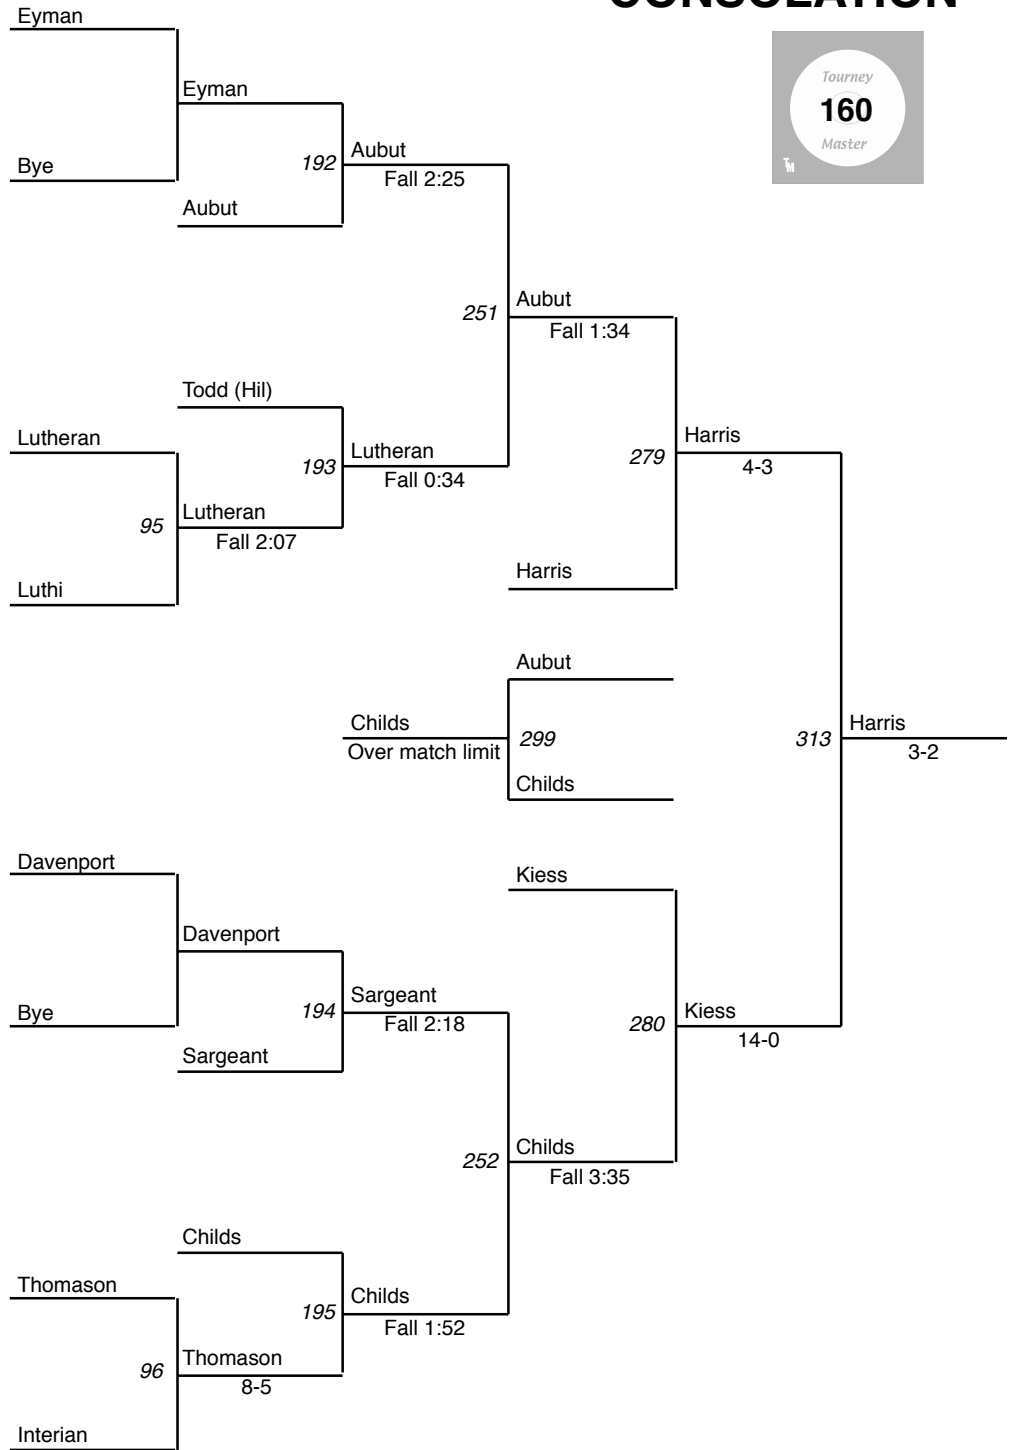 CONSOLATION
Eyman
Tourney
160
Master
TM
Eyman
Aubut
192
Bye
Fall 2:25
Aubut
Aubut
251
Fall 1:34
Todd (Hil)
Lutheran
Harris
Lutheran
279
193
4-3
Fall 0:34
Lutheran
95
Fall 2:07
Harris
Luthi
Aubut
Childs
299
313
Harris
Over match limit
3-2
Childs
Davenport
Kiess
Davenport
Sargeant
Bye
194
Kiess
280
Fall 2:18
14-0
Sargeant
Childs
252
Fall 3:35
Childs
Thomason
Childs
195
Fall 1:52
Thomason
96
8-5
Interian